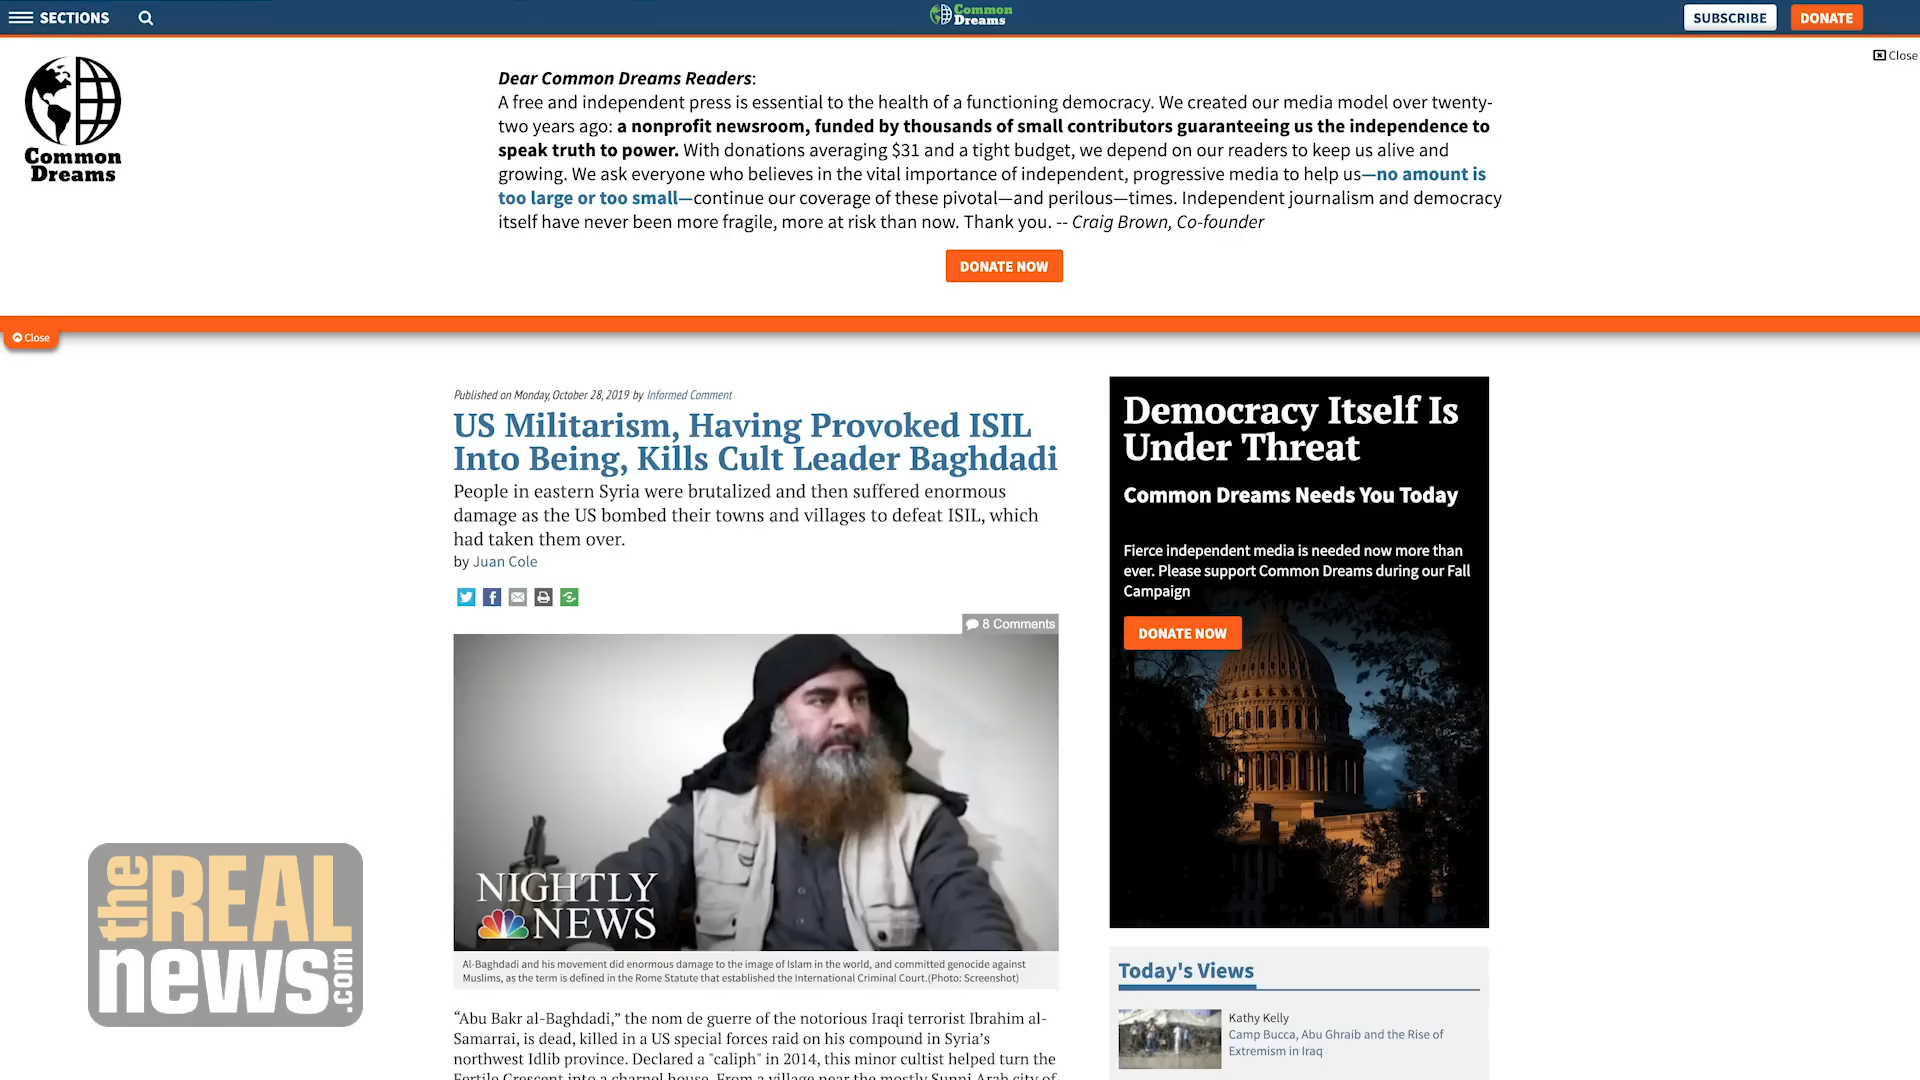 SECTIONS
Common
Dreams
SUBSCRIBE
DONATE
Close
Common
Dreams
Dear Common Dreams Readers:
A free and independent press is essential to the health of a functioning democracy. We created our media model over twenty-
two years ago: a nonprofit newsroom, funded by thousands of small contributors guaranteeing us the independence to
speak truth to power. With donations averaging $31 and a tight budget, we depend on our readers to keep us alive and
growing. We ask everyone who believes in the vital importance of independent, progressive media to help us—no amount is
too large or too small—continue our coverage of these pivotal—and perilous—times. Independent journalism and democracy
itself have never been more fragile, more at risk than now. Thank you. -- Craig Brown, Co-founder
DONATE NOW
Close
Published on Monday, October 28, 2019 by Informed Comment
US Militarism, Having Provoked ISIL
Into Being, Kills Cult Leader Baghdadi
People in eastern Syria were brutalized and then suffered enormous
damage as the US bombed their towns and villages to defeat ISIL, which
had taken them over.
by Juan Cole
8 Comments
NIGHTLY
NEWS
Al-Baghdadi and his movement did enormous damage to the image of Islam in the world, and committed genocide against
Muslims, as the term is defined in the Rome Statute that established the International Criminal Court.(Photo: Screenshot)
“Abu Bakr al-Baghdadi,” the nom de guerre of the notorious Iraqi terrorist Ibrahim al-
Samarrai, is dead, killed in a US special forces raid on his compound in Syria’s
northwest Idlib province. Declared a "caliph" in 2014, this minor cultist helped turn the
Fertile Crescent into a charnel house. From a village near the mostly Sunni Arab city of
Democracy Itself Is
Under Threat
Common Dreams Needs You Today
Fierce independent media is needed now more than
ever. Please support Common Dreams during our Fall
Campaign
DONATE NOW
Today's Views
Kathy Kelly
Camp Bucca, Abu Ghraib and the Rise of
Extremism in Iraq
the REAL
news.com